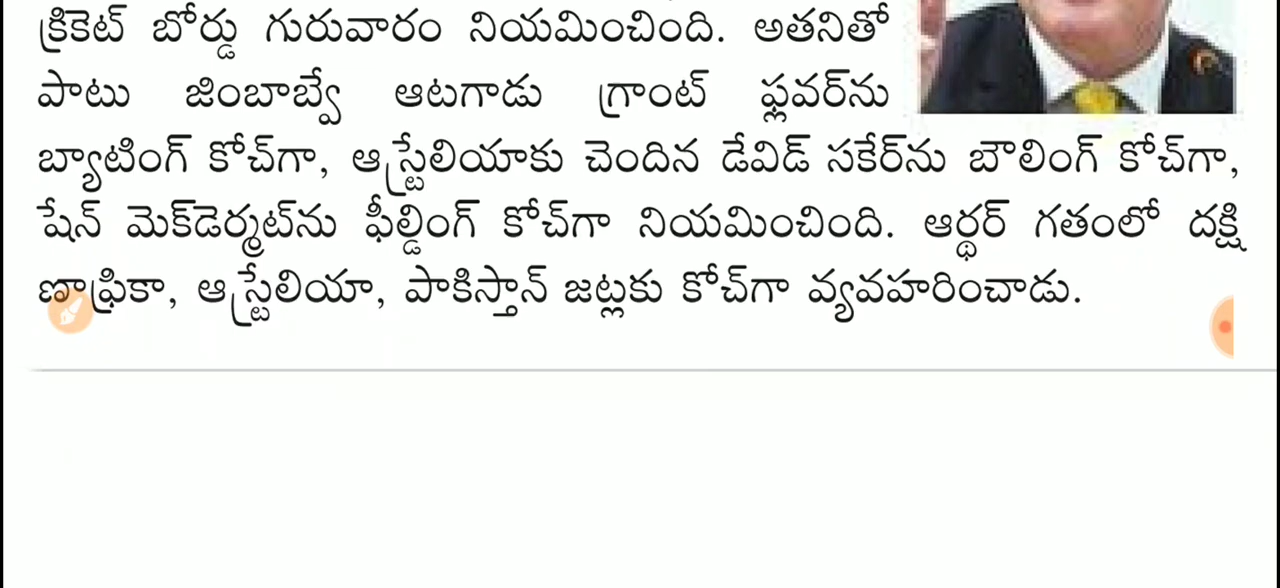 క్రికెట్ బోర్డు గురువారం నియమించింది. అతనితో
పాటు జింబాబ్వే ఆటగాడు గ్రాంట్ ఫ్లవర్‌ను
బ్యాటింగ్ కోచ్‌గా, ఆస్ట్రేలియాకు చెందిన డేవిడ్ సకేర్‌ను బౌలింగ్ కోచ్‌గా,
షేన్ మెక్‌డెర్మట్‌ను ఫీల్డింగ్ కోచ్‌గా నియమించింది. ఆర్థర్ గతంలో దక్షి
ణాఫ్రికా, ఆస్ట్రేలియా, పాకిస్తాన్ జట్లకు కోచ్‌గా వ్యవహరించాడు.